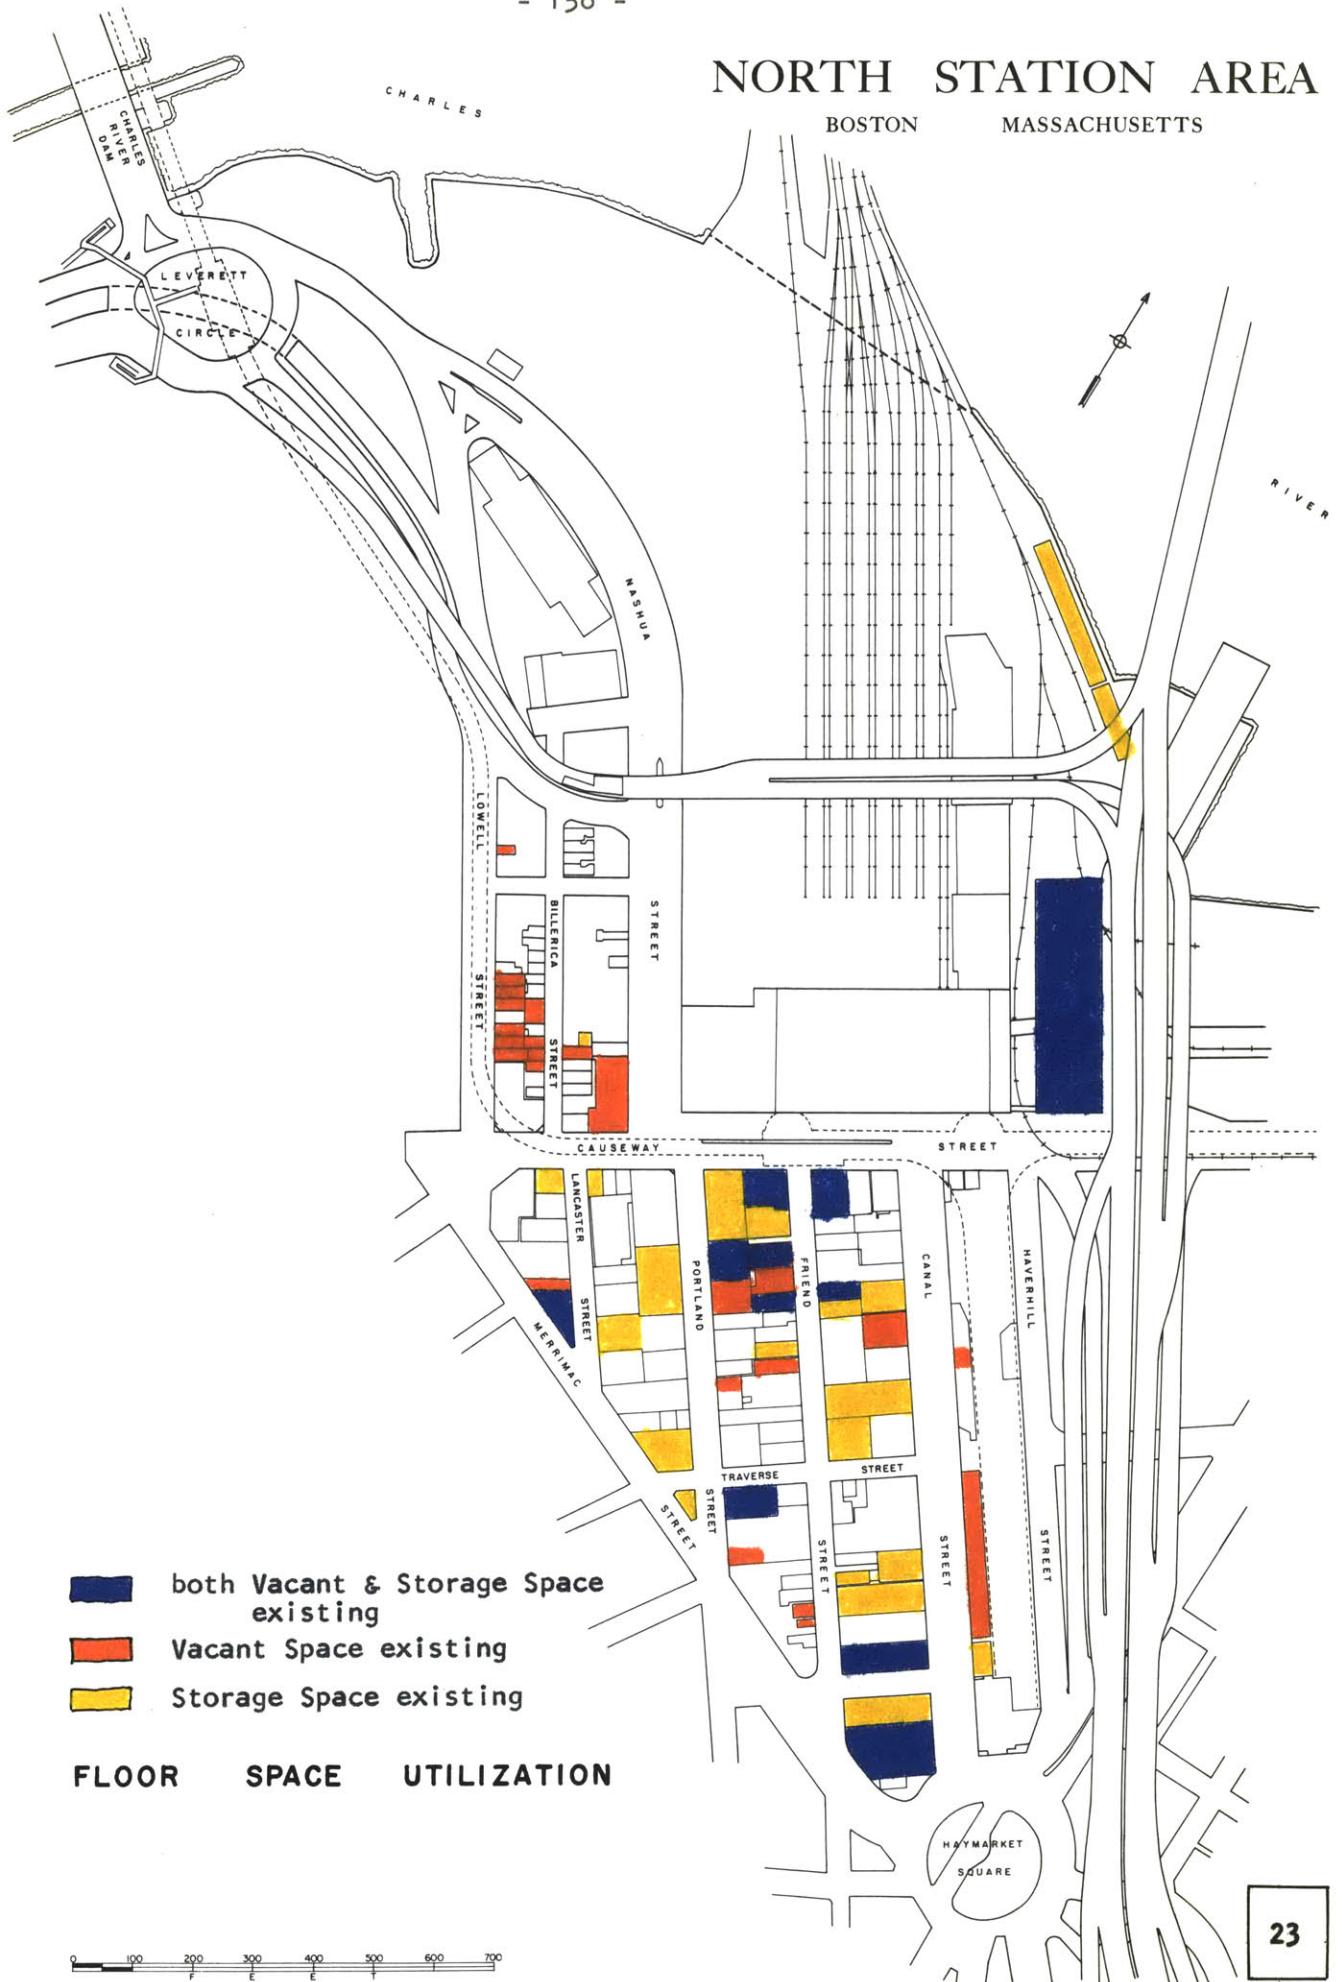 - 138 -
NORTH STATION AREA
BOSTON MASSACHUSETTS
CHARLES
CHARLES
RIVER
DAM
LEVERETT
CIRCLE
RIVER
NASHUA
LOWELL
BILLERICA
STREET
STREET
STREET
CAUSEWAY STREET
LANCASTER
STREET
PORTLAND
FRIEND
CANAL
HAVERHILL
MERRIMAC
TRAVERSE STREET
STREET
STREET
STREET
STREET
STREET
both Vacant & Storage Space
existing
Vacant Space existing
Storage Space existing
FLOOR SPACE UTILIZATION
HAYMARKET
SQUARE
23
0 100 200 300 400 500 600 700
FEET